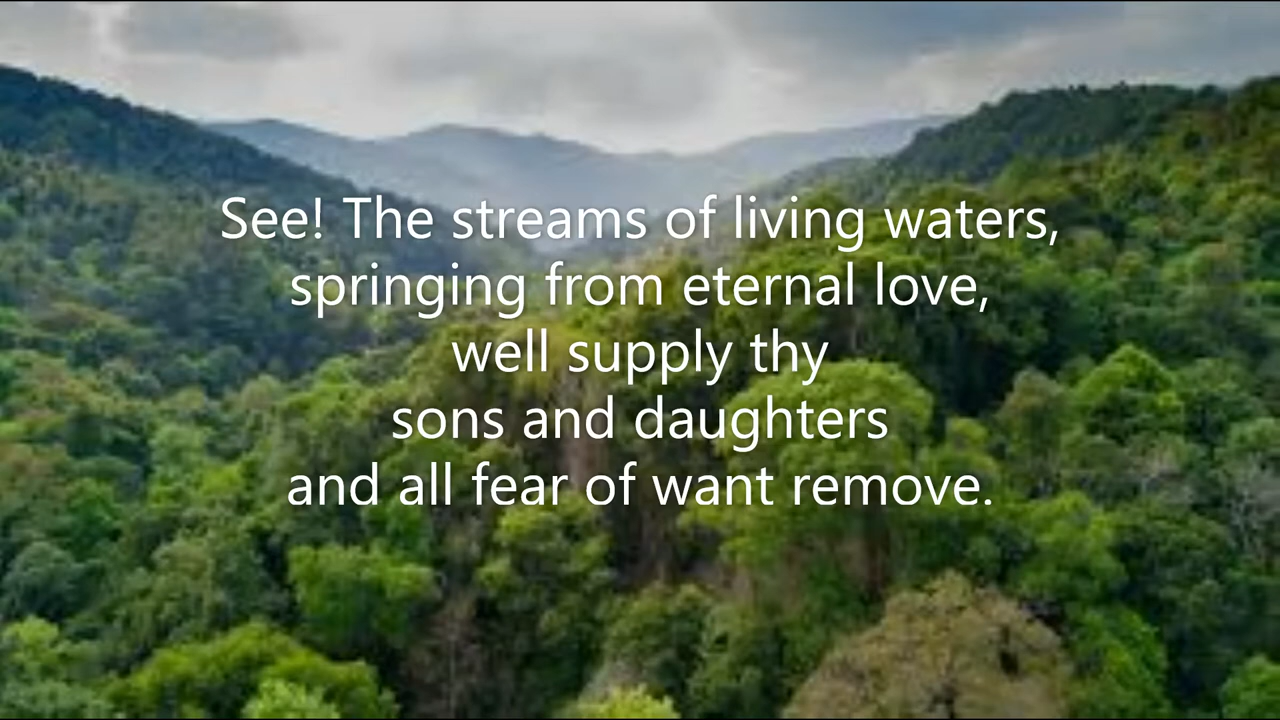 See! The streams of living waters,
springing from eternal love,
well supply thy
sons and daughters
and all fear of want remove.